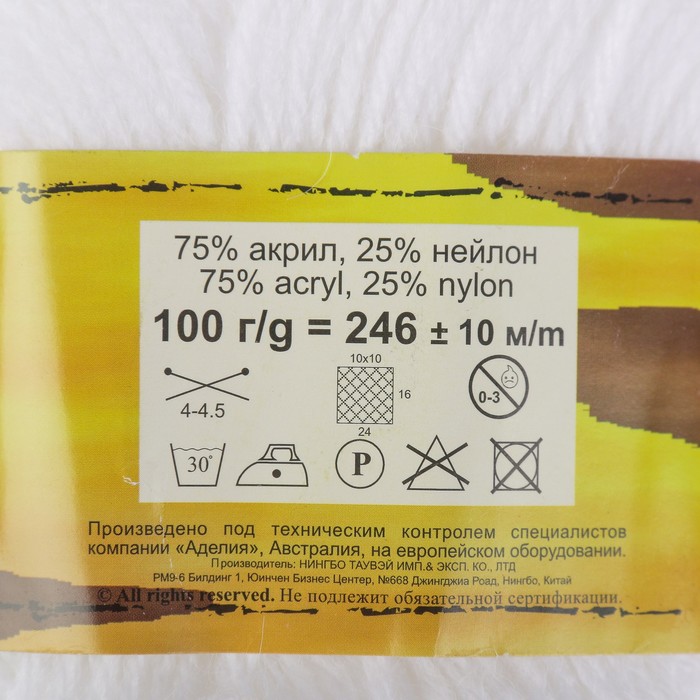 75% акрил, 25% нейлон
75% acryl, 25% nylon
100 г/g = 246 ± 10 м/m
4-4.5
10x10
16
24
0-3
30°
P
Произведено под техническим контролем специалистов
компании «Аделия», Австралия, на европейском оборудовании.
Производитель: НИНГБО ТАУВЭЙ ИМП.& ЭКСП. КО., ЛТД
РМ9-6 Билдинг 1, Юинчен Бизнес Центер, №668 Джингджиа Роад, Нингбо, Китай
© All rights reserved. Не подлежит обязательной сертификации.